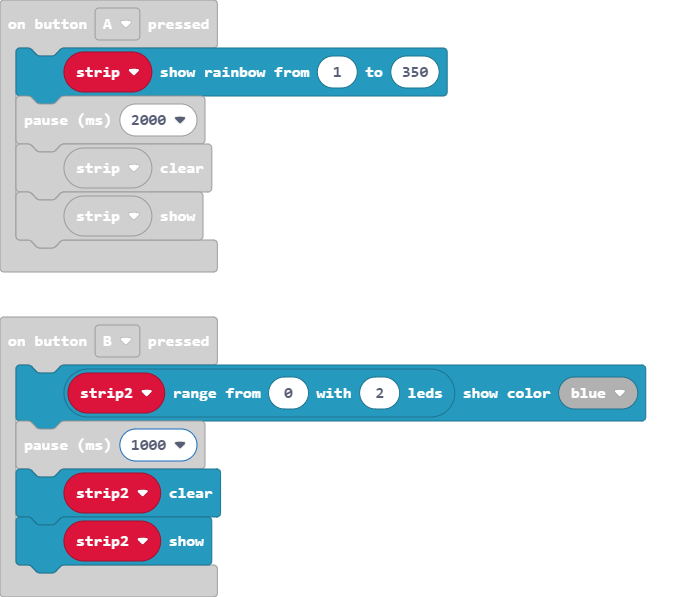 on button A pressed
strip show rainbow from 1 to 350
pause (ms) 2000
strip clear
strip show
on button B pressed
strip2 range from 0 with 2 leds show color blue
pause (ms) 1000
strip2 clear
strip2 show